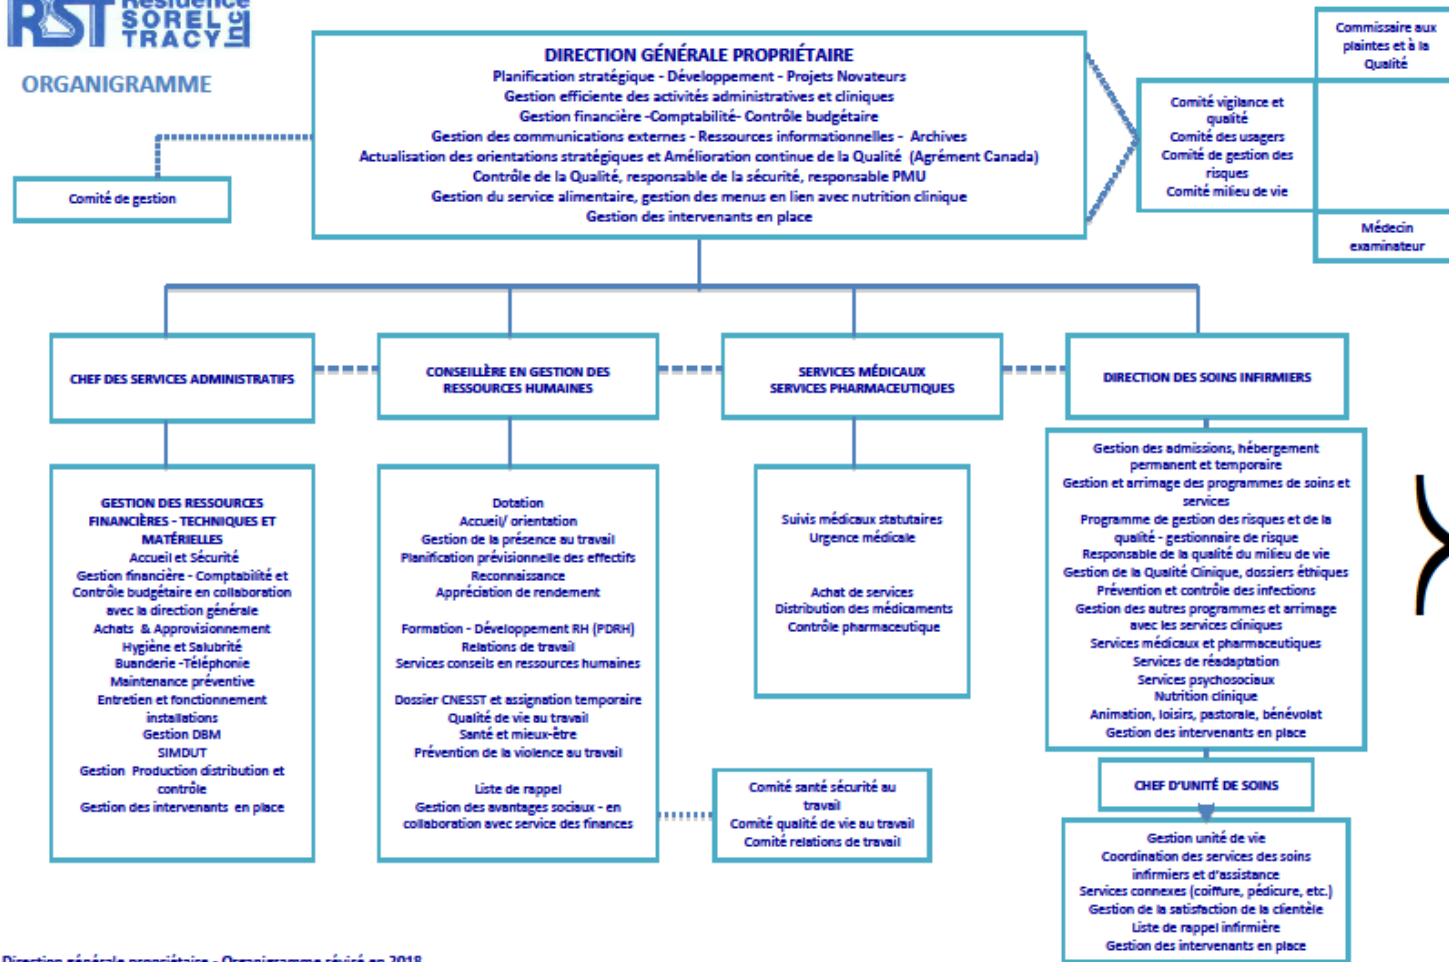 Résidence
RST SOREL
TRACY inc
ORGANIGRAMME
DIRECTION GÉNÉRALE PROPRIÉTAIRE
Planification stratégique - Développement - Projets Novateurs
Gestion efficiente des activités administratives et cliniques
Gestion financière -Comptabilité- Contrôle budgétaire
Gestion des communications externes - Ressources informationnelles - Archives
Actualisation des orientations stratégiques et Amélioration continue de la Qualité (Agrément Canada)
Contrôle de la Qualité, responsable de la sécurité, responsable PMU
Gestion du service alimentaire, gestion des menus en lien avec nutrition clinique
Gestion des intervenants en place
Comité de gestion
Commissaire aux
plaintes et à la
Qualité
Comité vigilance et
qualité
Comité des usagers
Comité de gestion des
risques
Comité milieu de vie
Médecin
examinateur
CHEF DES SERVICES ADMINISTRATIFS
CONSEILLÈRE EN GESTION DES
RESSOURCES HUMAINES
SERVICES MÉDICAUX
SERVICES PHARMACEUTIQUES
DIRECTION DES SOINS INFIRMIERS
GESTION DES RESSOURCES
FINANCIÈRES - TECHNIQUES ET
MATÉRIELLES
Accueil et Sécurité
Gestion financière - Comptabilité et
Contrôle budgétaire en collaboration
avec la direction générale
Achats & Approvisionnement
Hygiène et Salubrité
Buanderie -Téléphonie
Maintenance préventive
Entretien et fonctionnement
installations
Gestion DBM
SIMDUT
Gestion Production distribution et
contrôle
Gestion des intervenants en place
Dotation
Accueil/ orientation
Gestion de la présence au travail
Planification prévisionnelle des effectifs
Reconnaissance
Appréciation de rendement
Formation - Développement RH (PDRH)
Relations de travail
Services conseils en ressources humaines
Dossier CNESST et assignation temporaire
Qualité de vie au travail
Santé et mieux-être
Prévention de la violence au travail
Liste de rappel
Gestion des avantages sociaux - en
collaboration avec service des finances
Suivis médicaux statutaires
Urgence médicale
Achat de services
Distribution des médicaments
Contrôle pharmaceutique
Comité santé sécurité au
travail
Comité qualité de vie au travail
Comité relations de travail
Gestion des admissions, hébergement
permanent et temporaire
Gestion et arrimage des programmes de soins et
services
Programme de gestion des risques et de la
qualité - gestionnaire de risque
Responsable de la qualité du milieu de vie
Gestion de la Qualité Clinique, dossiers éthiques
Prévention et contrôle des infections
Gestion des autres programmes et arrimage
avec les services cliniques
Services médicaux et pharmaceutiques
Services de réadaptation
Services psychosociaux
Nutrition clinique
Animation, loisirs, pastorale, bénévolat
Gestion des intervenants en place
CHEF D'UNITÉ DE SOINS
Gestion unité de vie
Coordination des services des soins
infirmiers et d'assistance
Services connexes (coiffure, pédicure, etc.)
Gestion de la satisfaction de la clientèle
Liste de rappel infirmière
Gestion des intervenants en place
Direction générale propriétaire - Organigramme révisé en 2018